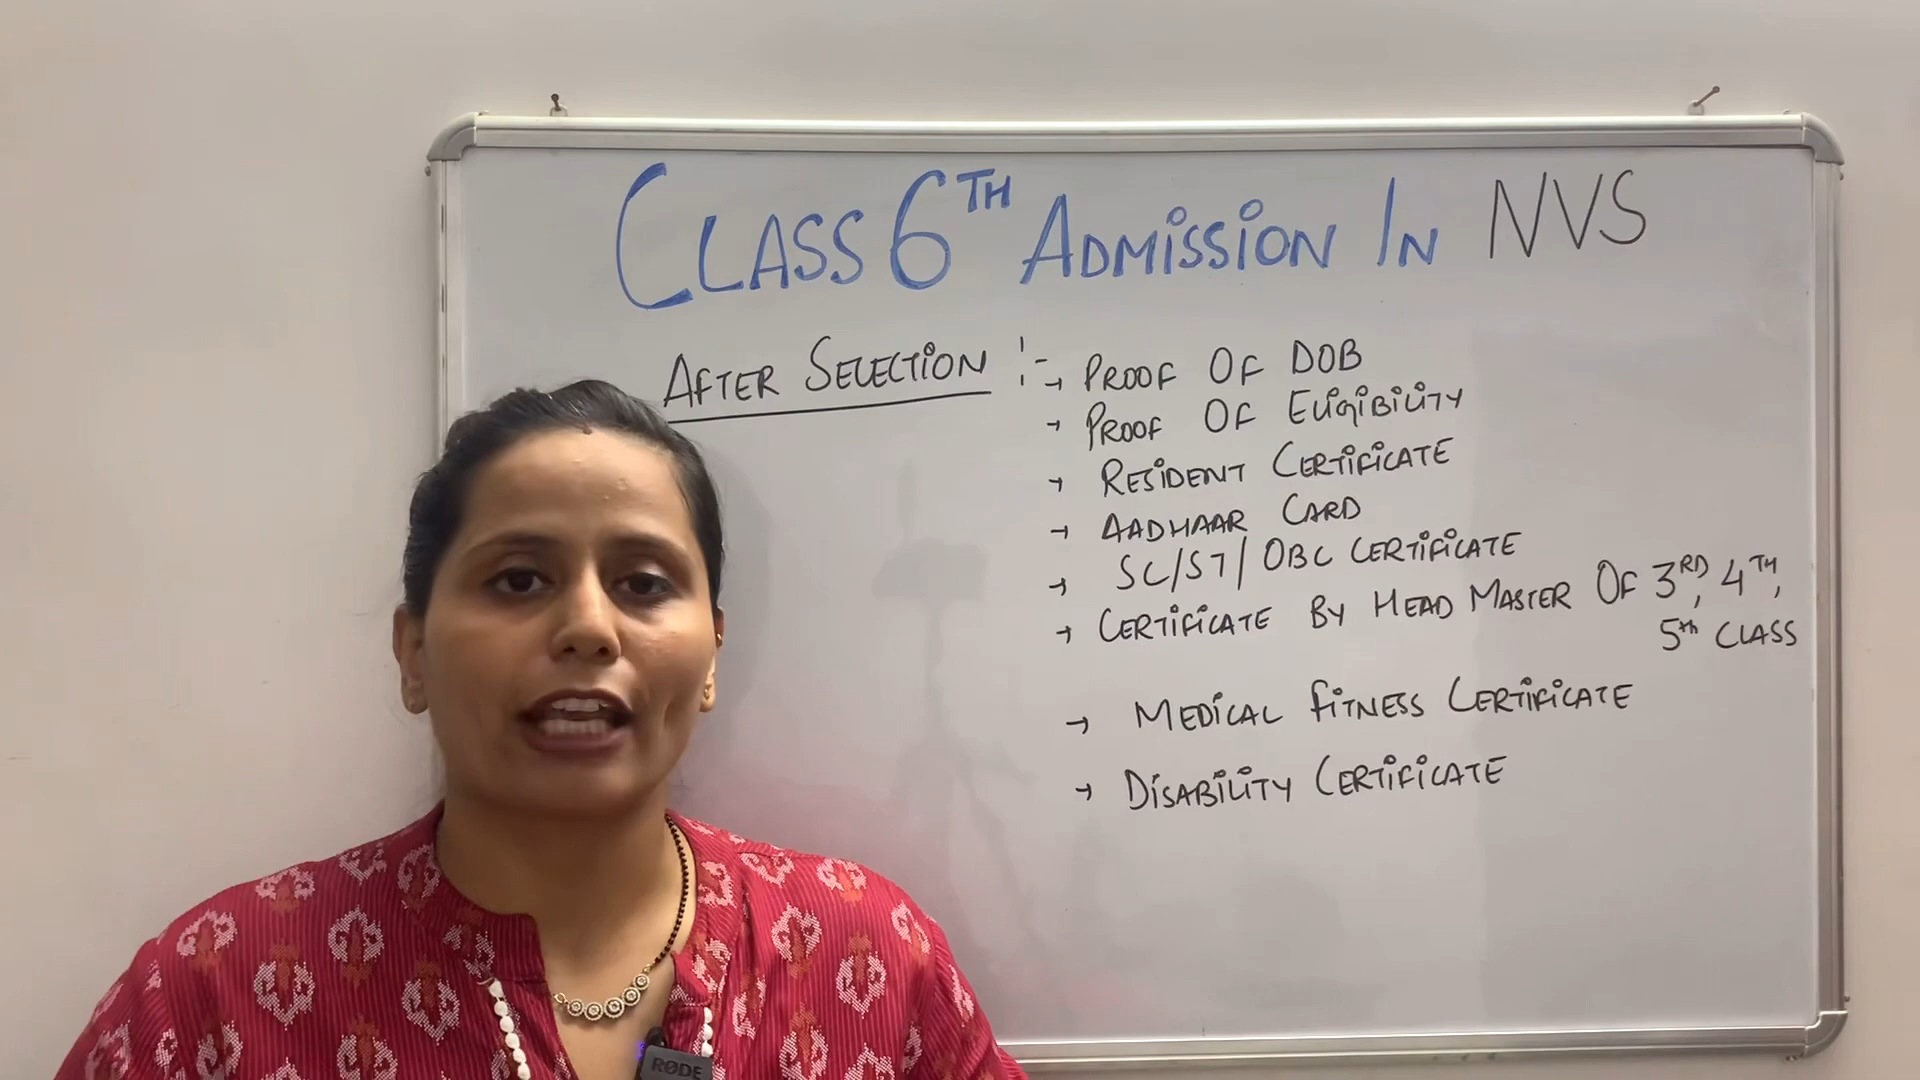 CLASS 6TH ADMISSION IN NVS
AFTER SELECTION :-
→ PROOF OF DOB
→ PROOF OF ELIGIBILITY
→ RESIDENT CERTIFICATE
→ AADHAAR CARD
→ SC/ST/OBC CERTIFICATE
→ CERTIFICATE BY HEAD MASTER OF 3RD, 4TH,
5th CLASS
→ MEDICAL FITNESS CERTIFICATE
→ DISABILITY CERTIFICATE
RØDE